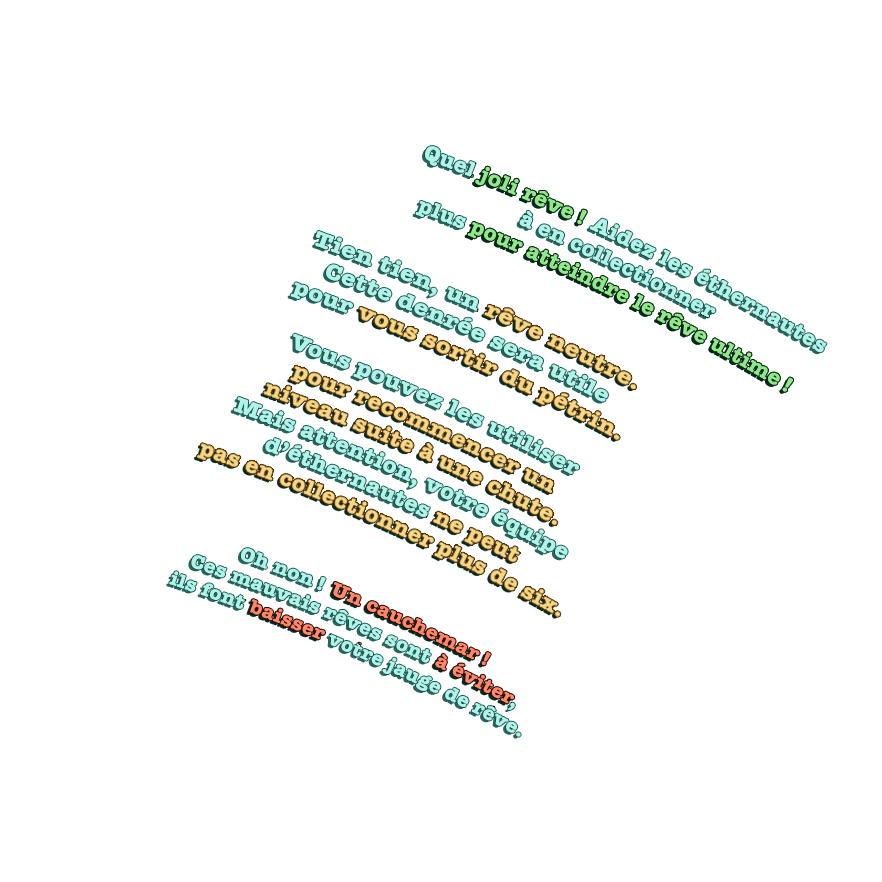 Quel joli rêve ! Aidez les éthernautes
à en collectionner
plus pour atteindre le rêve ultime !
Tien tien, un rêve neutre.
Cette denrée sera utile
pour vous sortir du pétrin.
Vous pouvez les utiliser
pour recommencer un
niveau suite à une chute.
Mais attention, votre équipe
d'éthernautes ne peut
pas en collectionner plus de six.
Oh non ! Un cauchemar !
Ces mauvais rêves sont à éviter,
ils font baisser votre jauge de rêve.